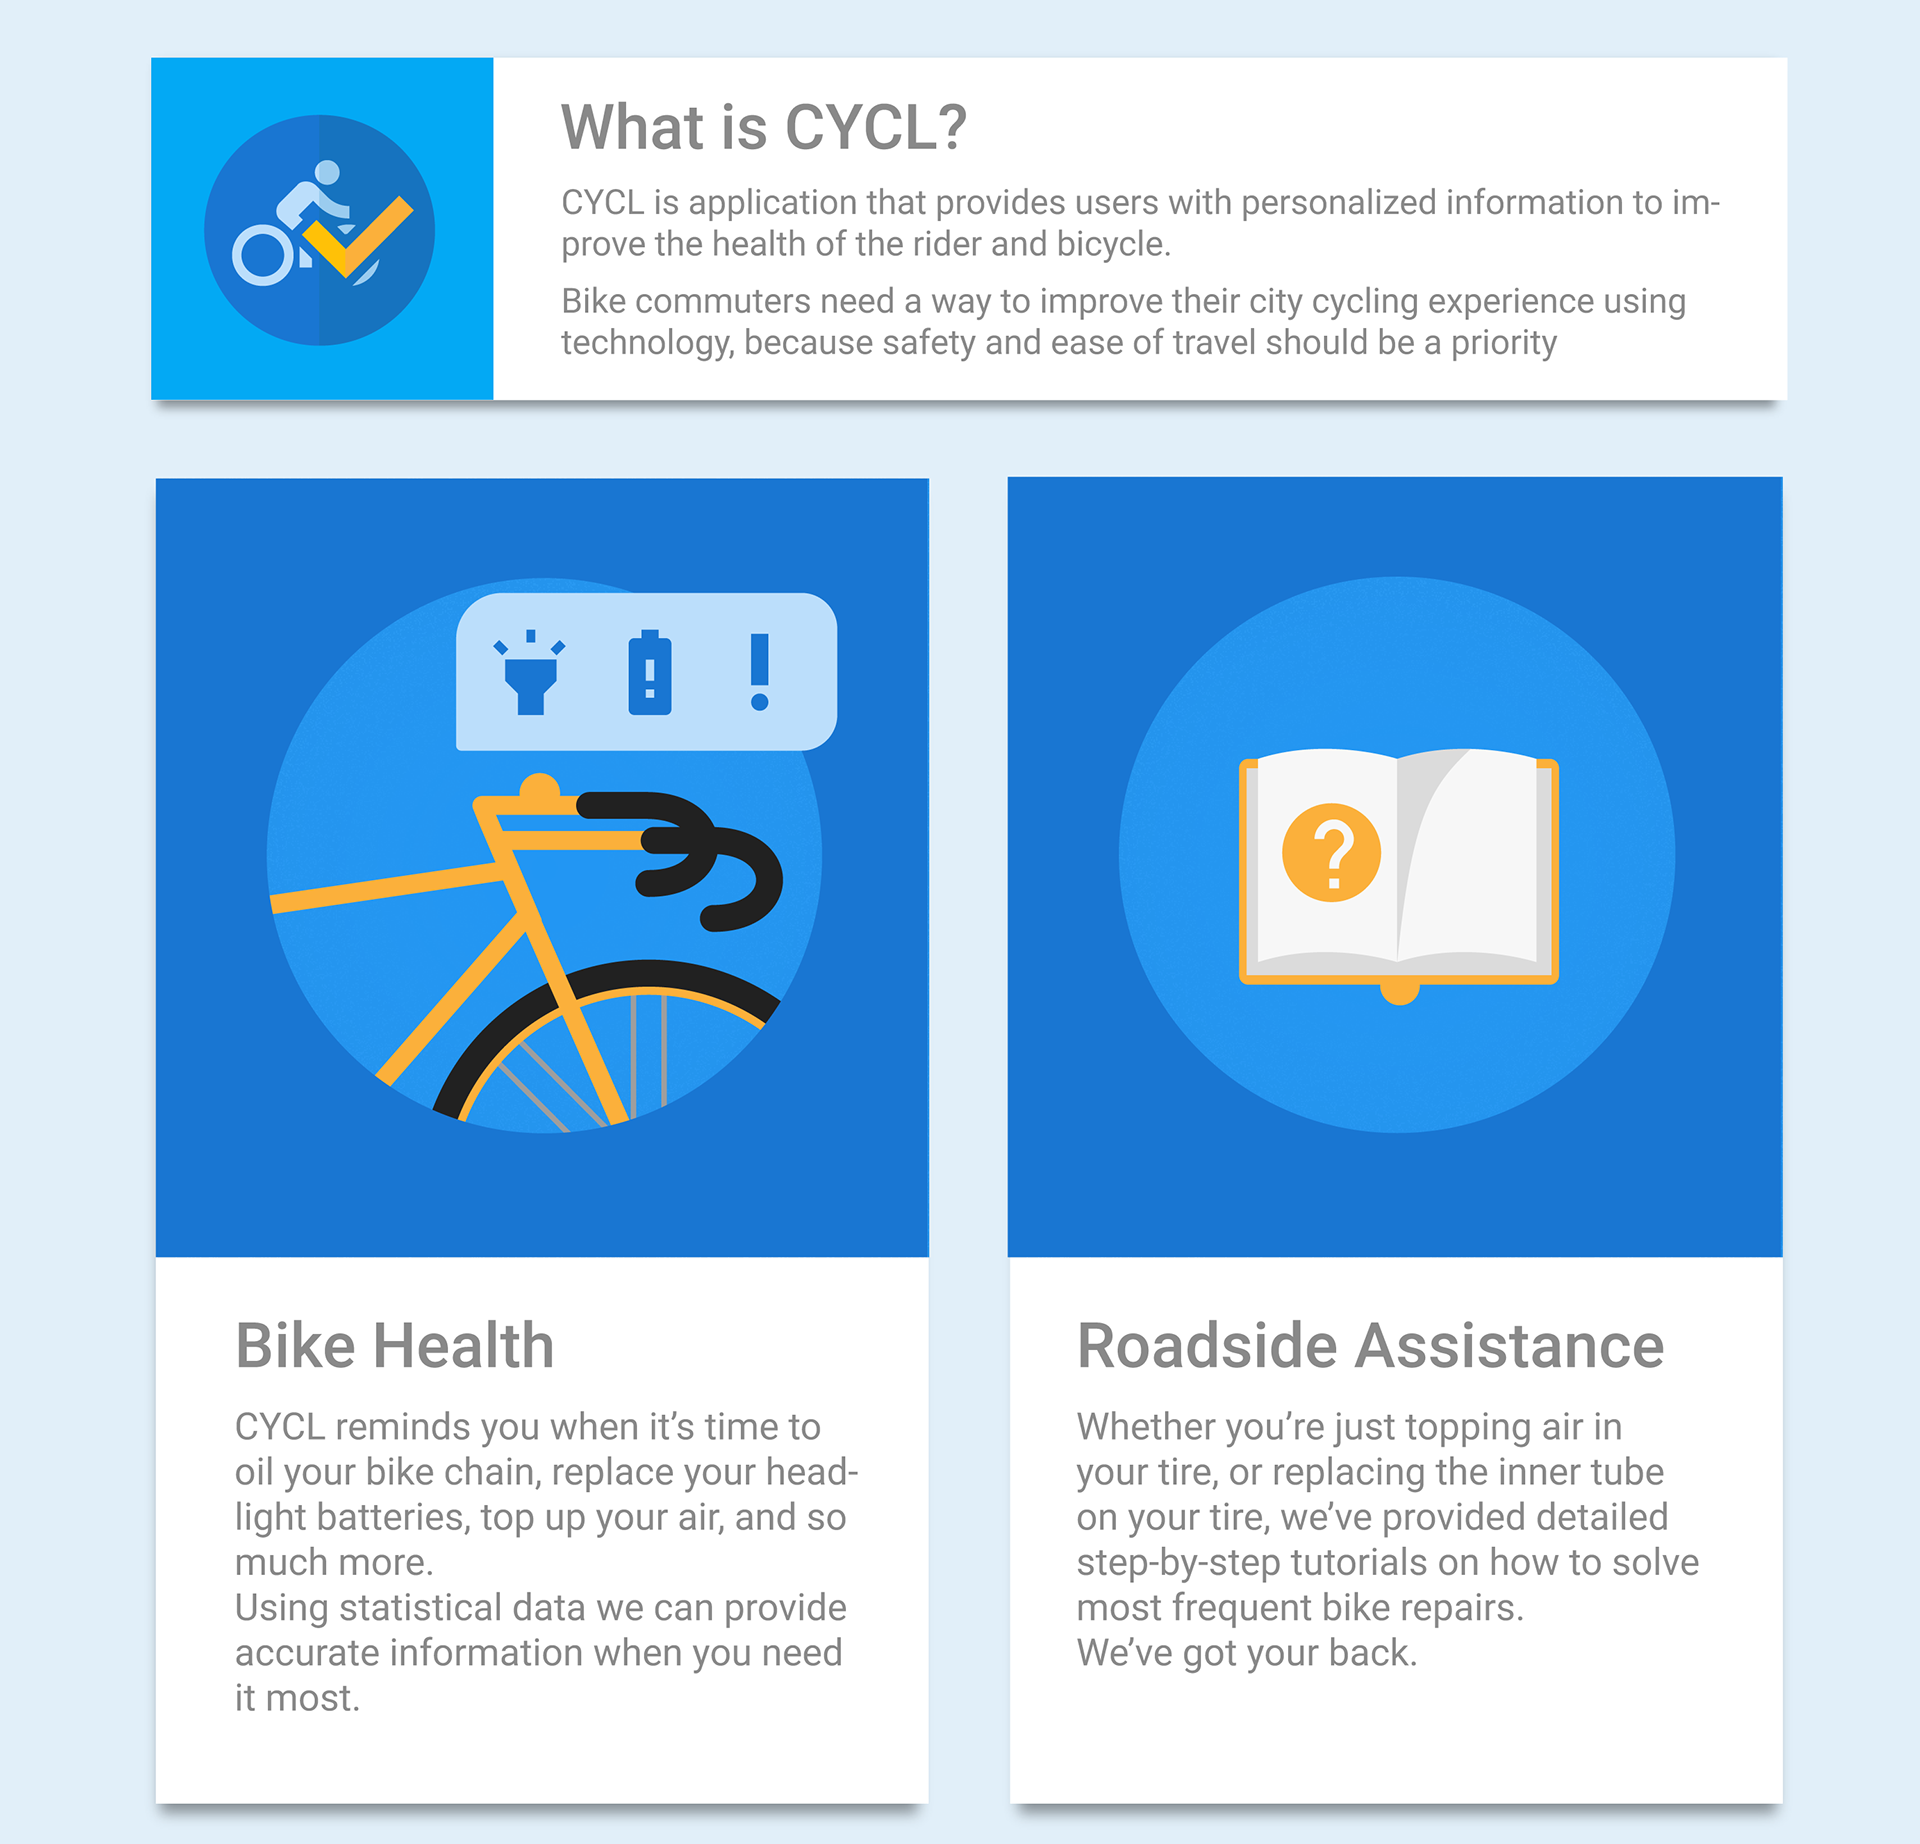 What is CYCL?
CYCL is application that provides users with personalized information to im-
prove the health of the rider and bicycle.
Bike commuters need a way to improve their city cycling experience using
technology, because safety and ease of travel should be a priority
!
?
Bike Health
CYCL reminds you when it's time to
oil your bike chain, replace your head-
light batteries, top up your air, and so
much more.
Using statistical data we can provide
accurate information when you need
it most.
Roadside Assistance
Whether you're just topping air in
your tire, or replacing the inner tube
on your tire, we've provided detailed
step-by-step tutorials on how to solve
most frequent bike repairs.
We've got your back.